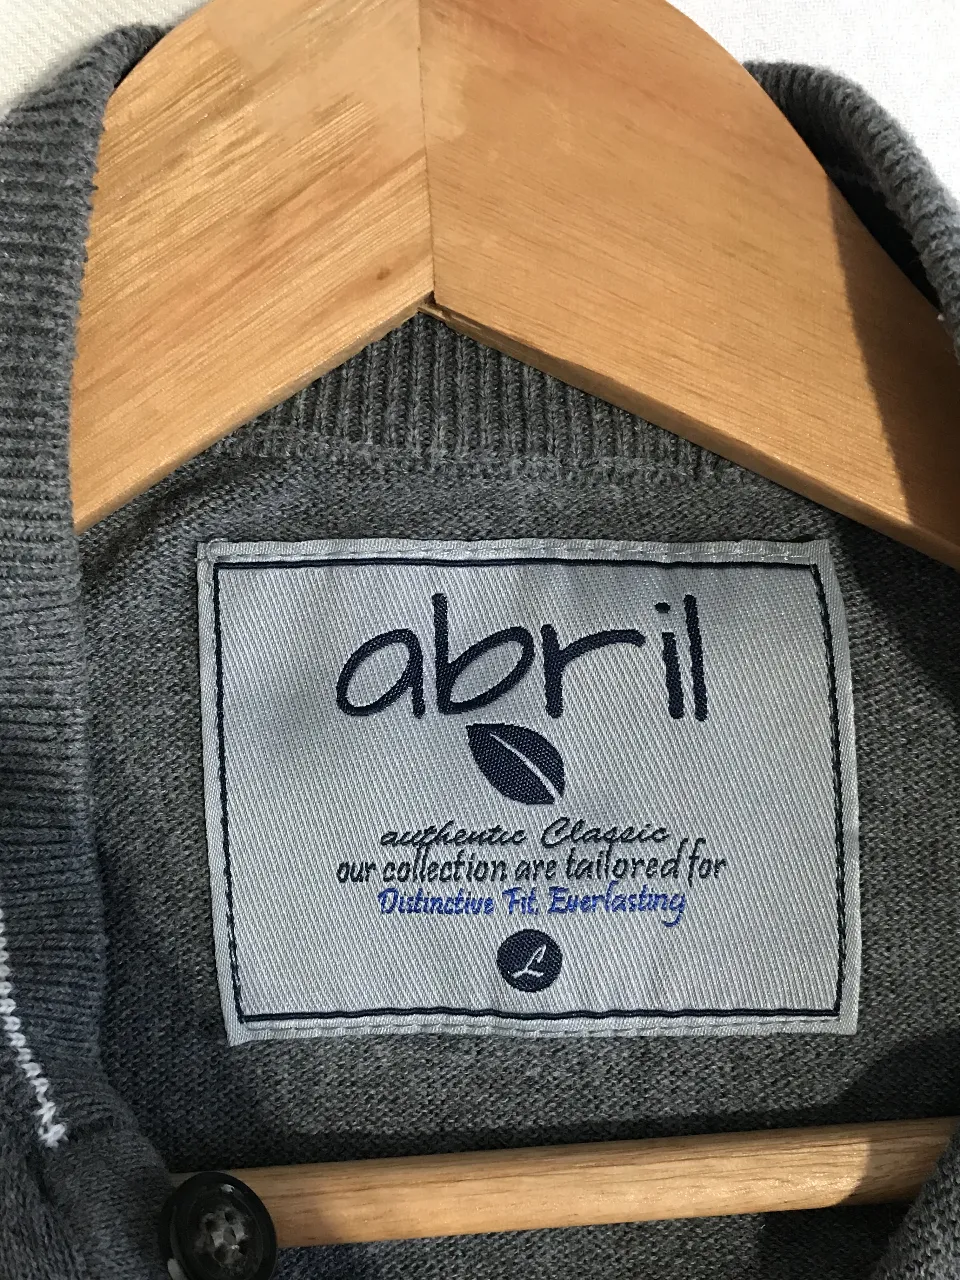 abril
authentic Classic
our collection are tailored for
Distinctive Fit, Everlasting
L